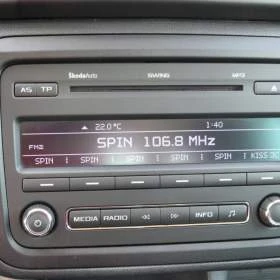 ŠkodaAuto SWING MP3
AS TP
22.0°C 1:40
SPIN 106.8 MHz
FM2
SPIN SPIN SPIN SPIN SPIN KISS
MEDIA RADIO INFO